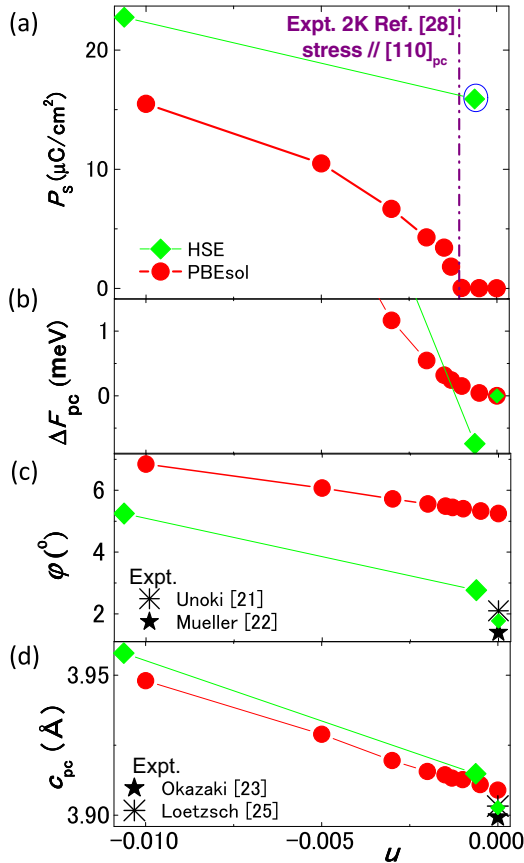 (a)
Expt. 2K Ref. [28]
stress // [110]pc
20
10
0
Ps (μC/cm²)
HSE
PBEsol
(b)
1
0
ΔFpc (meV)
(c)
6
4
2
φ(°)
Expt.
Unoki [21]
Mueller [22]
(d)
3.95
3.90
cpc (Å)
Expt.
Okazaki [23]
Loetzsch [25]
-0.010
-0.005
0.000
u